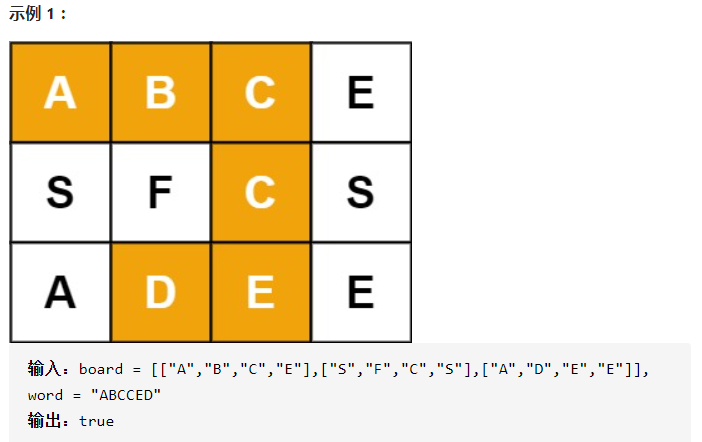 示例 1：
A B C E
S F C S
A D E E
输入：board = [["A","B","C","E"],["S","F","C","S"],["A","D","E","E"]],
word = "ABCCED"
输出：true